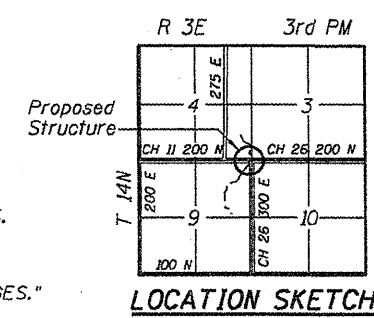 R 3E 3rd PM
275 E
4 3
Proposed
Structure
CH 11 200 N CH 26 200 N
T 14N
200 E
CH 26 300 E
9 10
100 N
GES."
LOCATION SKETCH